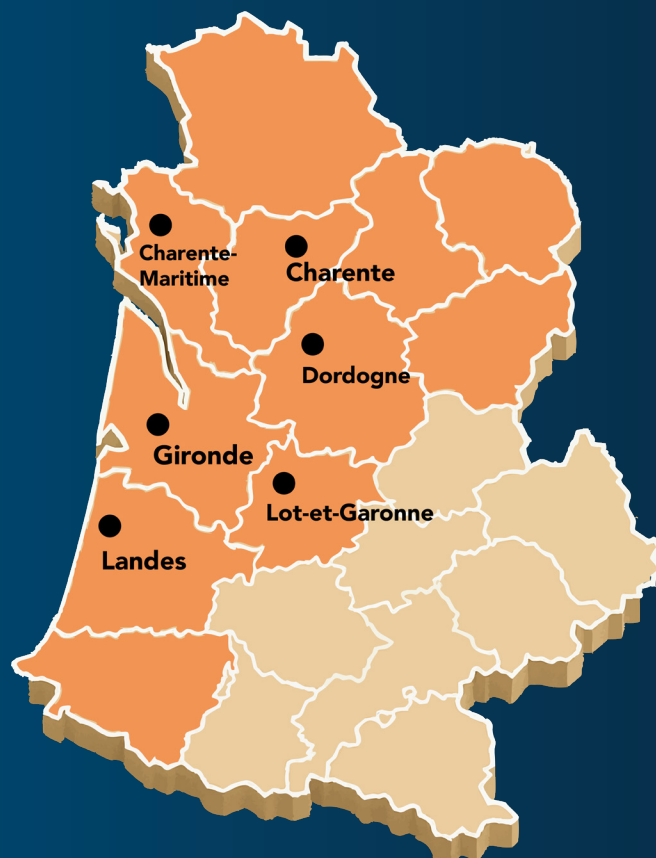 Charente-
Maritime
Charente
Dordogne
Gironde
Lot-et-Garonne
Landes